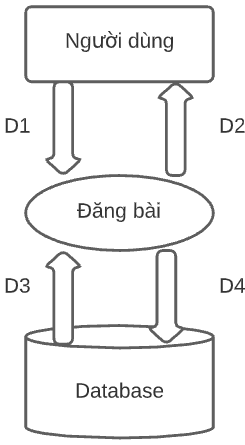 Người dùng
D1
D2
Đăng bài
D3
D4
Database